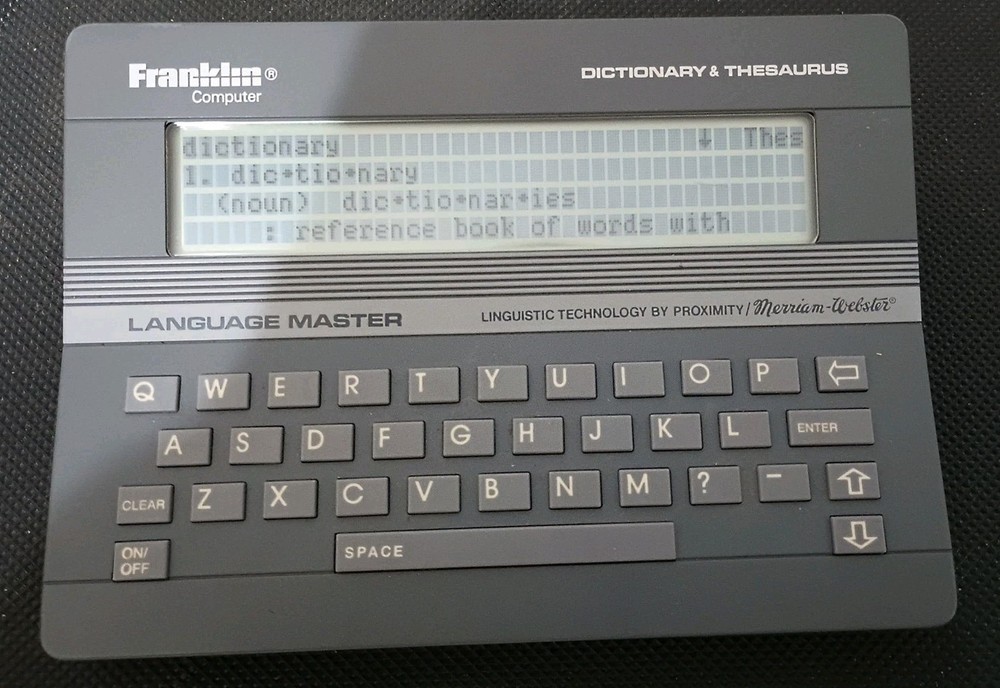 Franklin®
Computer
DICTIONARY & THESAURUS
dictionary ↓ Thes
1. dic•tio•nary
(noun) dic•tio•nar•ies
: reference book of words with
LANGUAGE MASTER
LINGUISTIC TECHNOLOGY BY PROXIMITY/Merriam-Webster®
Q W E R T Y U I O P ⇦
A S D F G H J K L ENTER
CLEAR Z X C V B N M ? – ⇧
ON/
OFF
SPACE ⇩